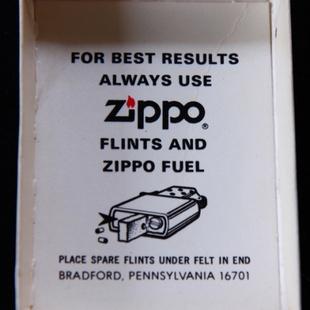 FOR BEST RESULTS
ALWAYS USE
zippo®
FLINTS AND
ZIPPO FUEL
PLACE SPARE FLINTS UNDER FELT IN END
BRADFORD, PENNSYLVANIA 16701